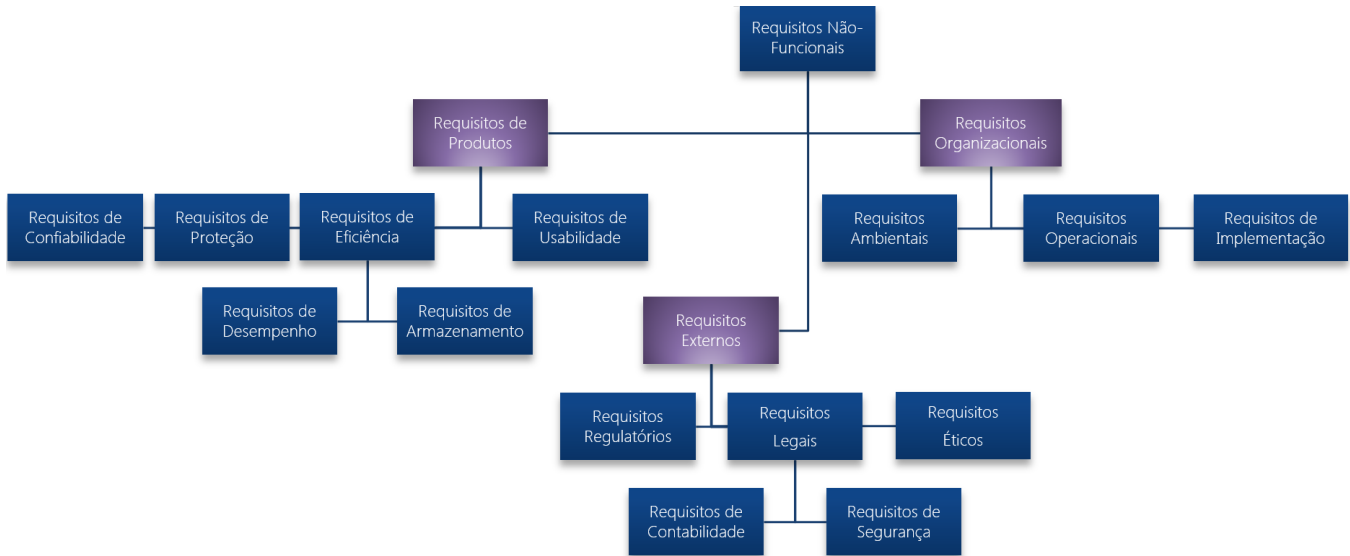 Requisitos Não-
Funcionais
Requisitos de
Produtos
Requisitos
Organizacionais
Requisitos de
Confiabilidade
Requisitos de
Proteção
Requisitos de
Eficiência
Requisitos de
Usabilidade
Requisitos
Ambientais
Requisitos
Operacionais
Requisitos de
Implementação
Requisitos de
Desempenho
Requisitos de
Armazenamento
Requisitos
Externos
Requisitos
Regulatórios
Requisitos
Legais
Requisitos
Éticos
Requisitos de
Contabilidade
Requisitos de
Segurança